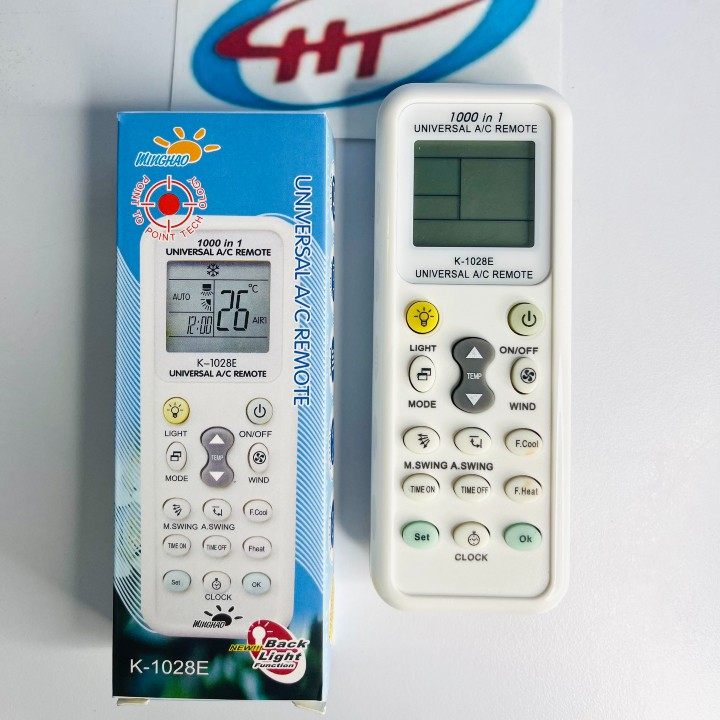 HT
MINGHAO
POINT TO POINT TECH OLOGY
UNIVERSAL A/C REMOTE
1000 in 1
UNIVERSAL A/C REMOTE
AUTO
26 °C
12:00
AIR1
K-1028E
UNIVERSAL A/C REMOTE
LIGHT
ON/OFF
TEMP
MODE
WIND
F.Cool
M.SWING A.SWING
TIME ON
TIME OFF
Fheat
Set
OK
CLOCK
MINGHAO
NEW!!!
Back
Light
Function
K-1028E
1000 in 1
UNIVERSAL A/C REMOTE
K-1028E
UNIVERSAL A/C REMOTE
LIGHT
ON/OFF
TEMP
MODE
WIND
F.Cool
M.SWING A.SWING
TIME ON
TIME OFF
F.Heat
Set
Ok
CLOCK